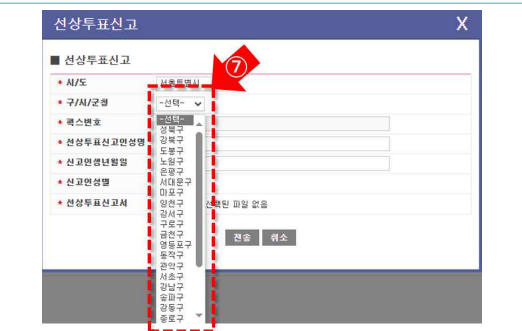 선상투표신고 X
■ 선상투표신고
⑦
* 시/도 서울특별시
* 구/시/군청 -선택-
* 팩스번호
* 선상투표신고인성명
* 신고인생년월일
* 신고인성별
* 선상투표신고서 선택된 파일 없음
-선택-
성북구
강북구
도봉구
노원구
은평구
서대문구
마포구
양천구
강서구
구로구
금천구
영등포구
동작구
관악구
서초구
강남구
송파구
강동구
종로구
전송 취소